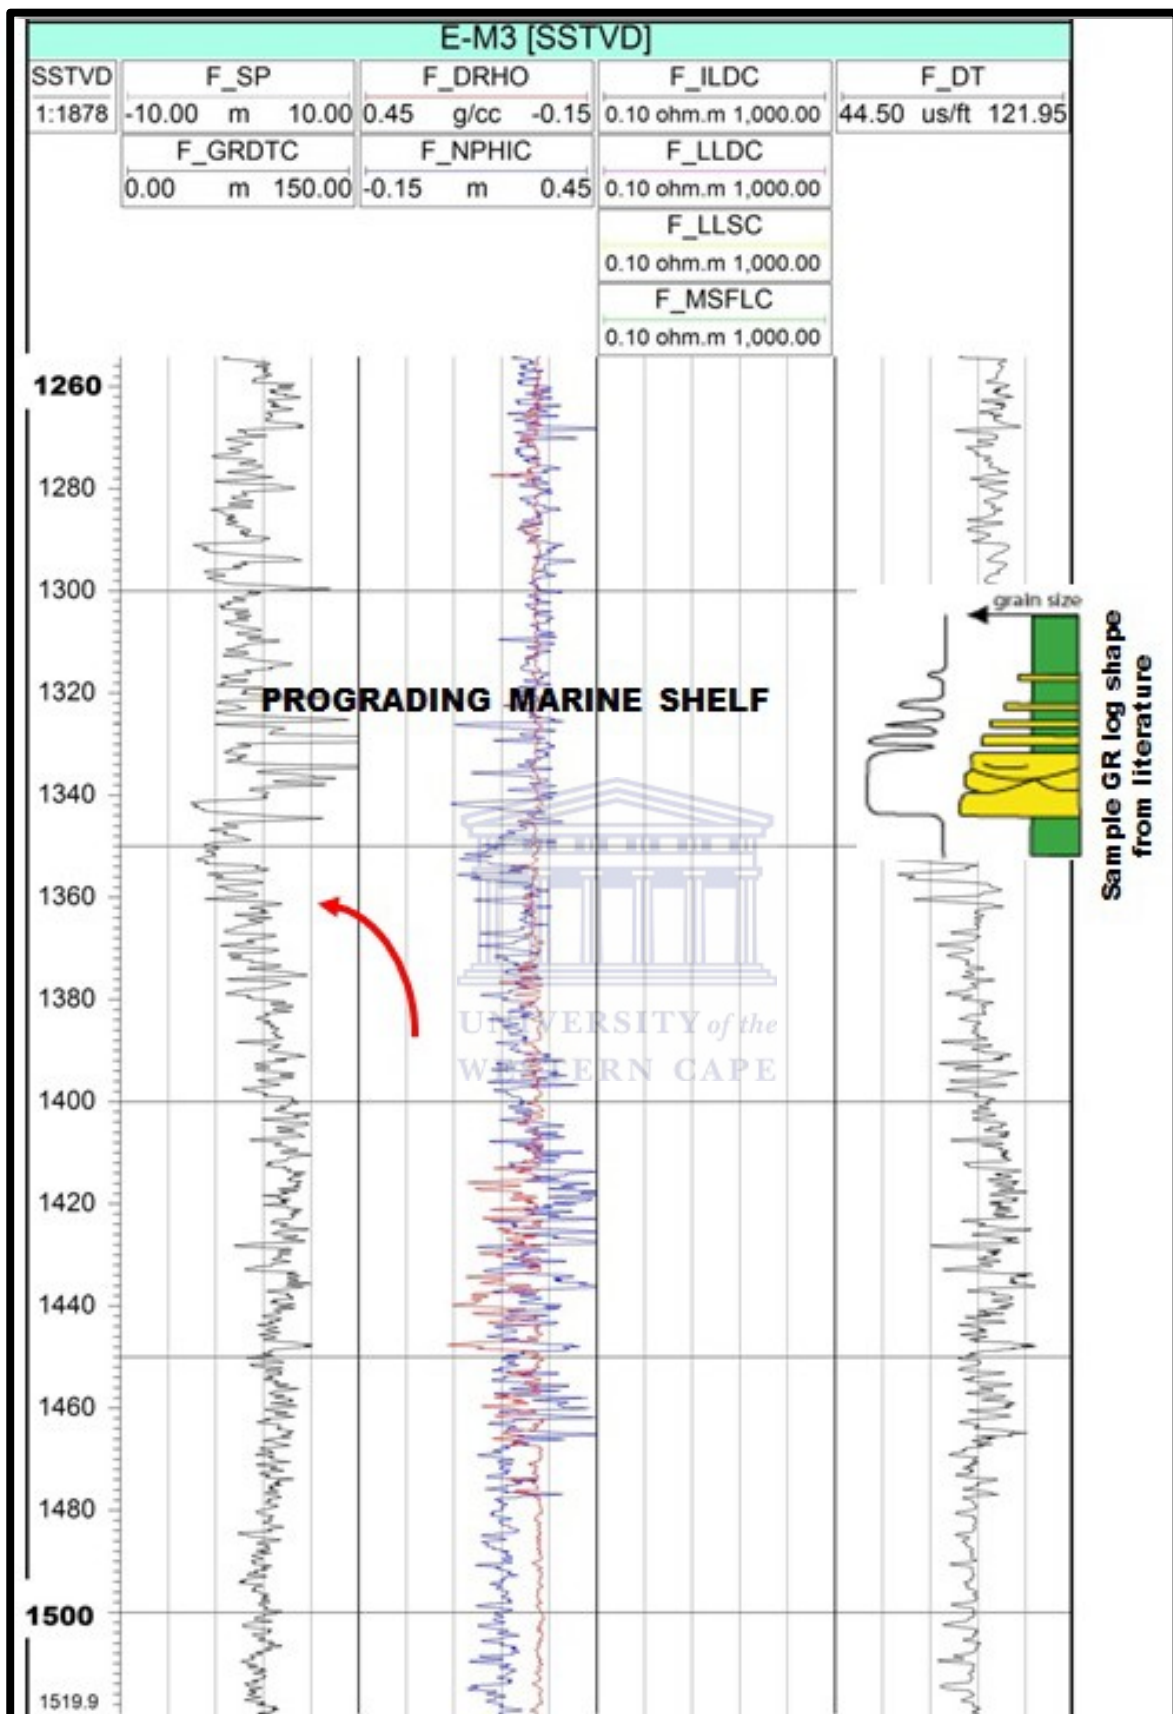 E-M3 [SSTVD]
SSTVD F_SP F_DRHO F_ILDC F_DT
1:1878 -10.00 m 10.00 0.45 g/cc -0.15 0.10 ohm.m 1,000.00 44.50 us/ft 121.95
F_GRDTC F_NPHIC F_LLDC
0.00 m 150.00 -0.15 m 0.45 0.10 ohm.m 1,000.00
F_LLSC
0.10 ohm.m 1,000.00
F_MSFLC
0.10 ohm.m 1,000.00
1260
1280
1300
grain size
1320
PROGRADING MARINE SHELF
Sample GR log shape
from literature
1340
1360
1380
UNIVERSITY of the
WESTERN CAPE
1400
1420
1440
1460
1480
1500
1519.9